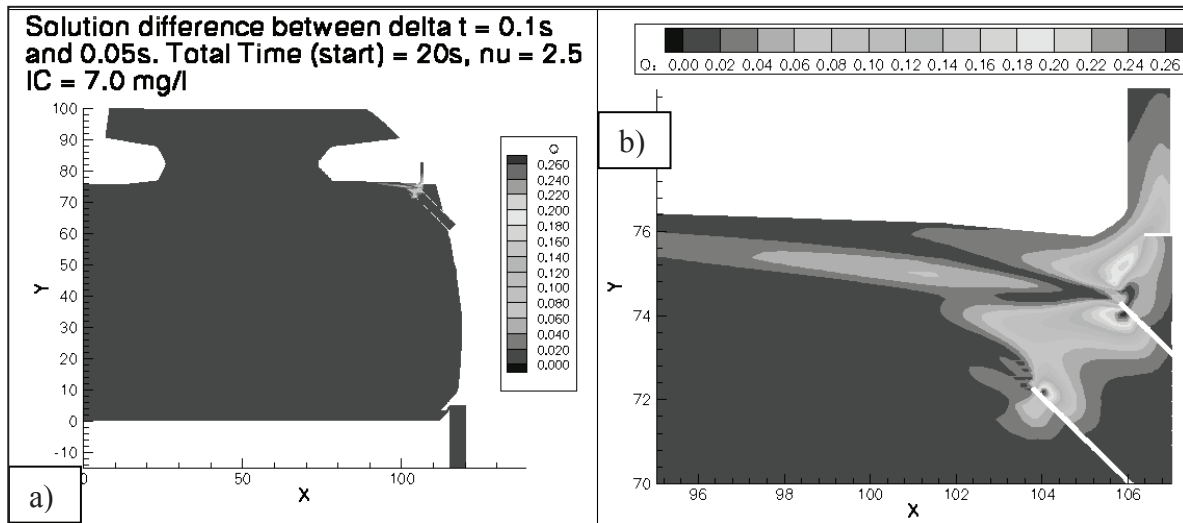 Solution difference between delta t = 0.1s
and 0.05s. Total Time (start) = 20s, nu = 2.5
IC = 7.0 mg/l
100
90
80
70
60
50
40
30
20
10
0
-10
Y
0
50
100
X
O
0.260
0.240
0.220
0.200
0.180
0.160
0.140
0.120
0.100
0.080
0.060
0.040
0.020
0.000
a)
O: 0.00 0.02 0.04 0.06 0.08 0.10 0.12 0.14 0.16 0.18 0.20 0.22 0.24 0.26
b)
76
74
72
70
Y
96 98 100 102 104 106
X